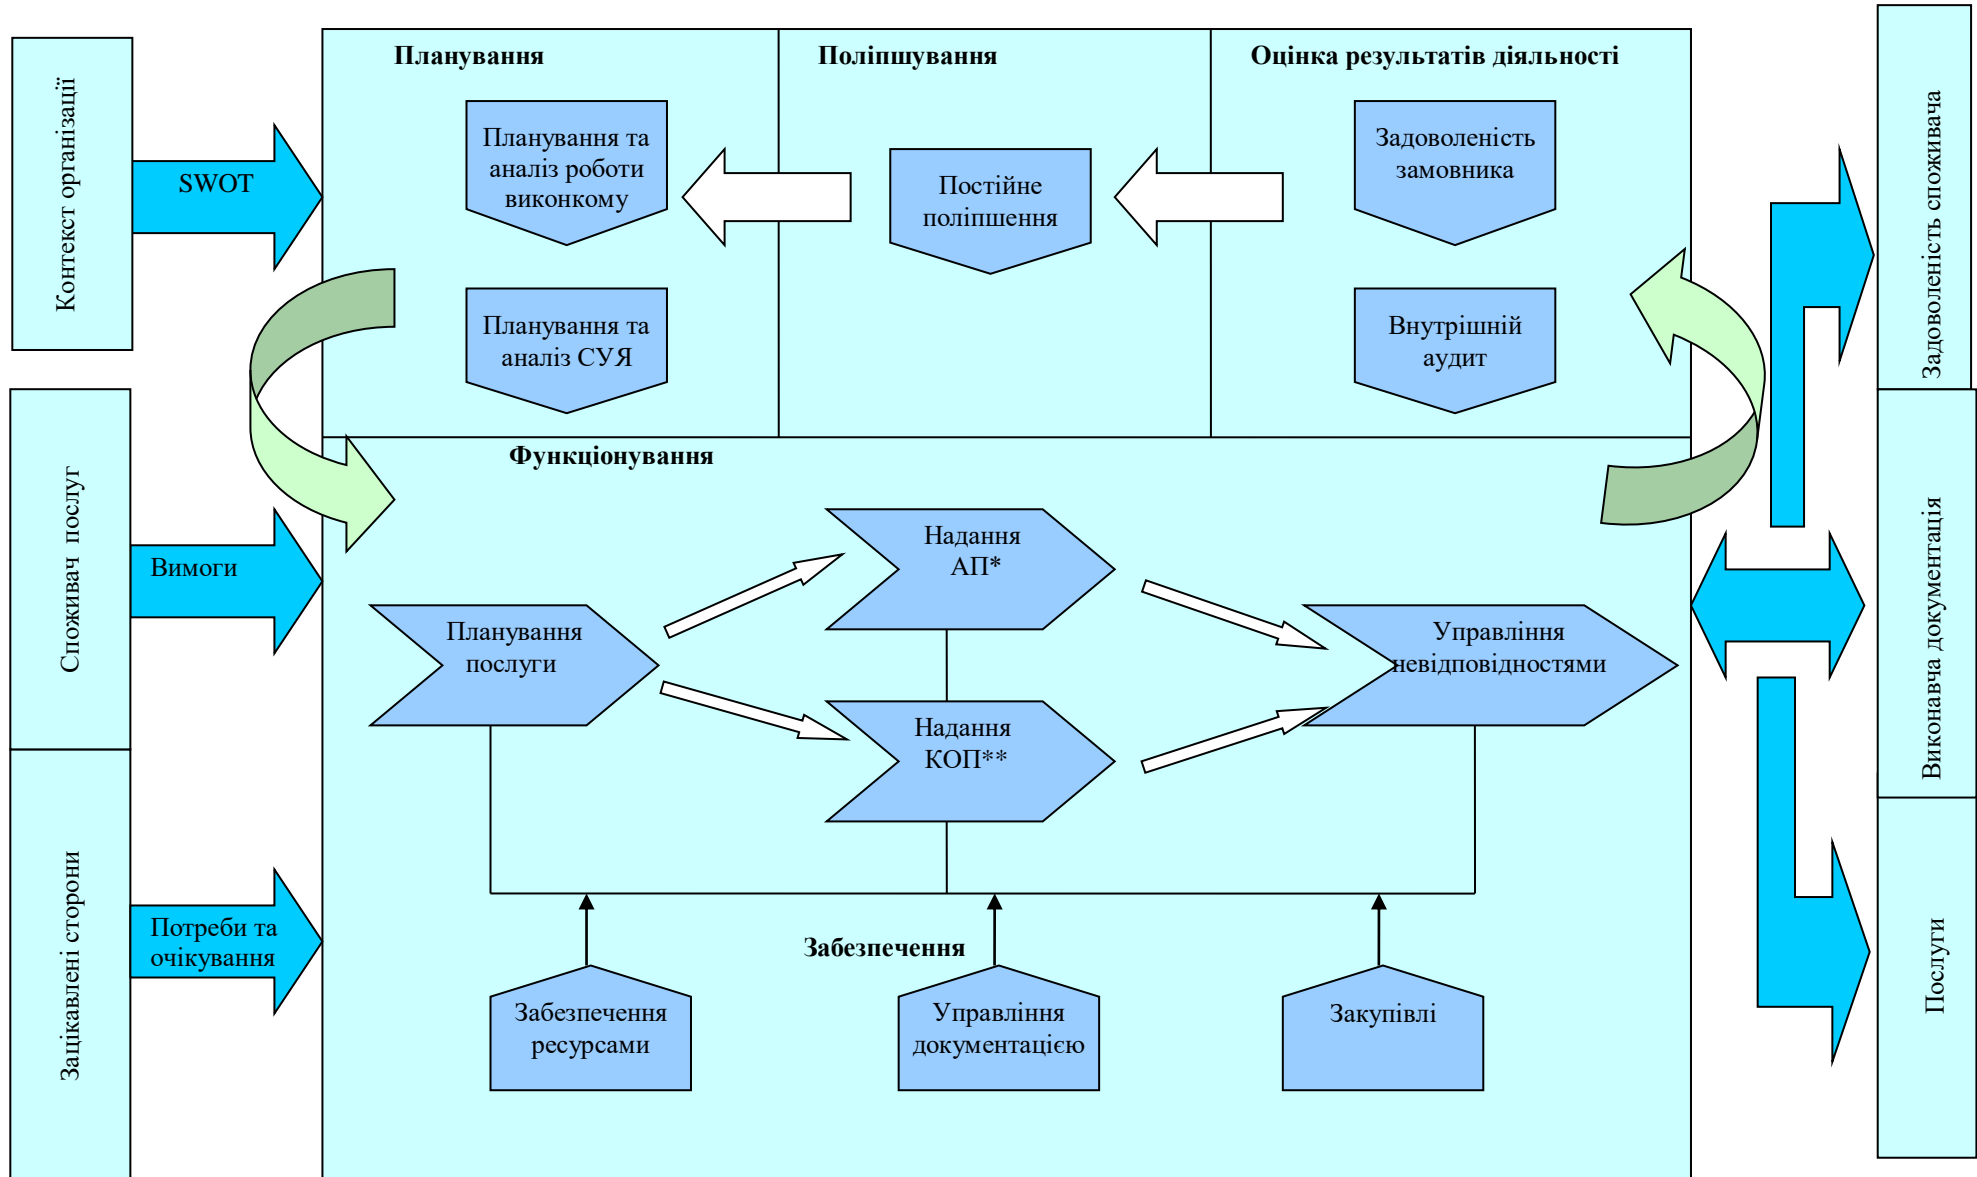 Контекст організації
SWOT
Планування
Поліпшування
Оцінка результатів діяльності
Планування та
аналіз роботи
виконкому
Постійне
поліпшення
Задоволеність
замовника
Планування та
аналіз СУЯ
Внутрішній
аудит
Задоволеність споживача
Споживач послуг
Вимоги
Функціонування
Надання
АП*
Планування
послуги
Управління
невідповідностями
Надання
КОП**
Виконавча документація
Зацікавлені сторони
Потреби та
очікування
Забезпечення
Забезпечення
ресурсами
Управління
документацією
Закупівлі
Послуги